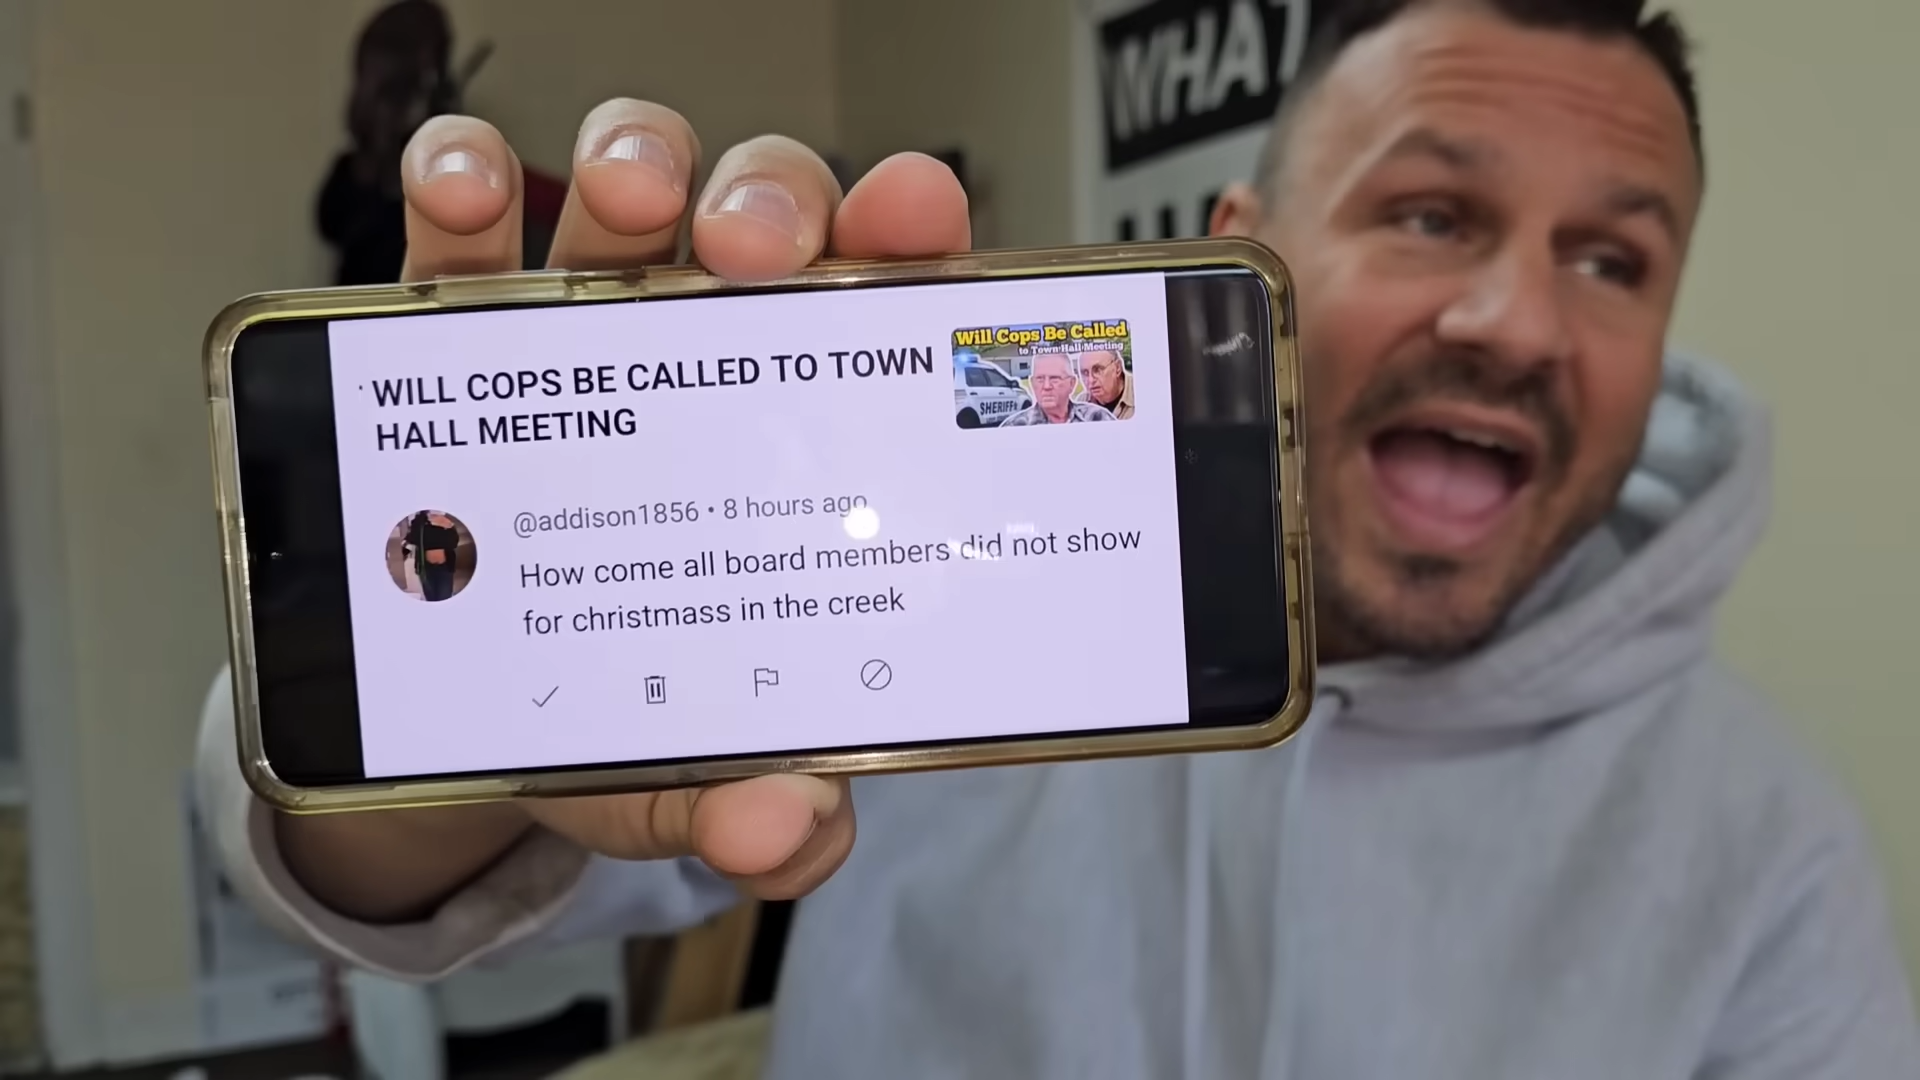 WHAT
WILL COPS BE CALLED TO TOWN
HALL MEETING
Will Cops Be Called
to Town Hall Meeting
SHERIFF
@addison1856 • 8 hours ago
How come all board members did not show
for christmass in the creek